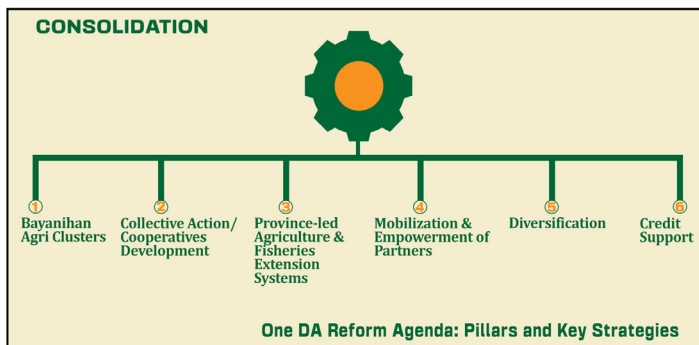 CONSOLIDATION
1
Bayanihan
Agri Clusters
2
Collective Action/
Cooperatives
Development
3
Province-led
Agriculture &
Fisheries
Extension
Systems
4
Mobilization &
Empowerment of
Partners
5
Diversification
6
Credit
Support
One DA Reform Agenda: Pillars and Key Strategies